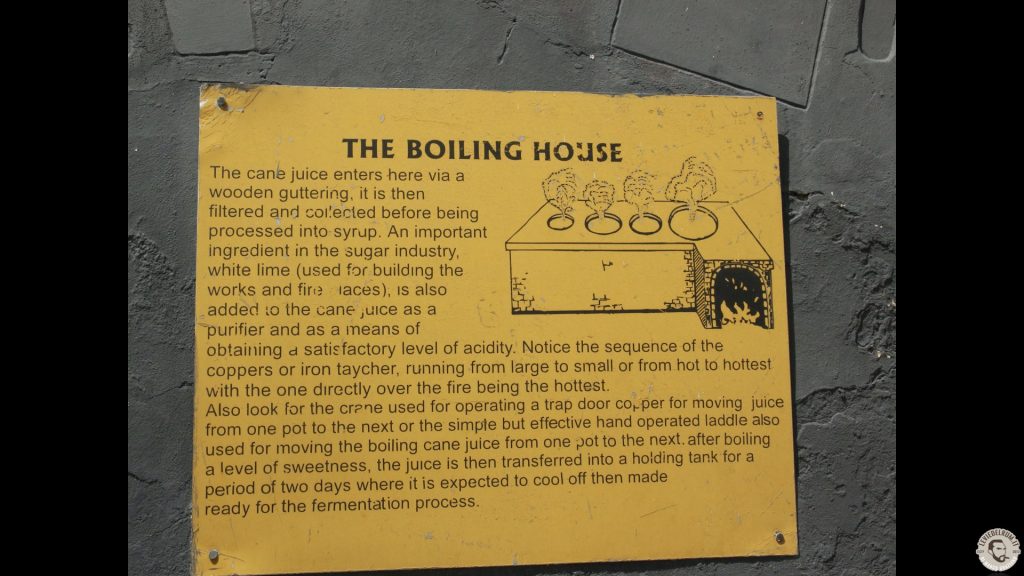 THE BOILING HOUSE
The cane juice enters here via a
wooden guttering, it is then
filtered and collected before being
processed into syrup. An important
ingredient in the sugar industry,
white lime (used for building the
works and fire laces), is also
added to the cane juice as a
purifier and as a means of
obtaining a satisfactory level of acidity. Notice the sequence of the
coppers or iron taycher, running from large to small or from hot to hottest
with the one directly over the fire being the hottest.
Also look for the crane used for operating a trap door copper for moving juice
from one pot to the next or the simple but effective hand operated laddle also
used for moving the boiling cane juice from one pot to the next. after boiling
a level of sweetness, the juice is then transferred into a holding tank for a
period of two days where it is expected to cool off then made
ready for the fermentation process.